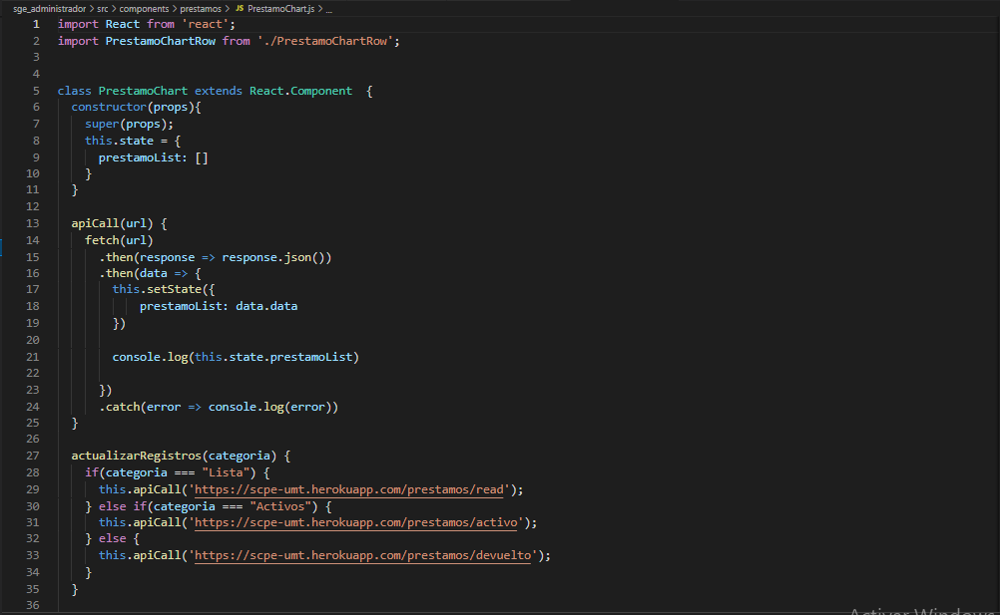 sge_administrador > src > components > prestamos > JS PrestamoChart.js > ...
1 import React from 'react';
2 import PrestamoChartRow from './PrestamoChartRow';
3
4
5 class PrestamoChart extends React.Component  {
6   constructor(props){
7     super(props);
8     this.state = {
9       prestamoList: []
10     }
11   }
12
13   apiCall(url) {
14     fetch(url)
15       .then(response => response.json())
16       .then(data => {
17         this.setState({
18             prestamoList: data.data
19         })
20
21         console.log(this.state.prestamoList)
22
23       })
24       .catch(error => console.log(error))
25   }
26
27   actualizarRegistros(categoria) {
28     if(categoria === "Lista") {
29       this.apiCall('https://scpe-umt.herokuapp.com/prestamos/read');
30     } else if(categoria === "Activos") {
31       this.apiCall('https://scpe-umt.herokuapp.com/prestamos/activo');
32     } else {
33       this.apiCall('https://scpe-umt.herokuapp.com/prestamos/devuelto');
34     }
35   }
36
Activar Windows